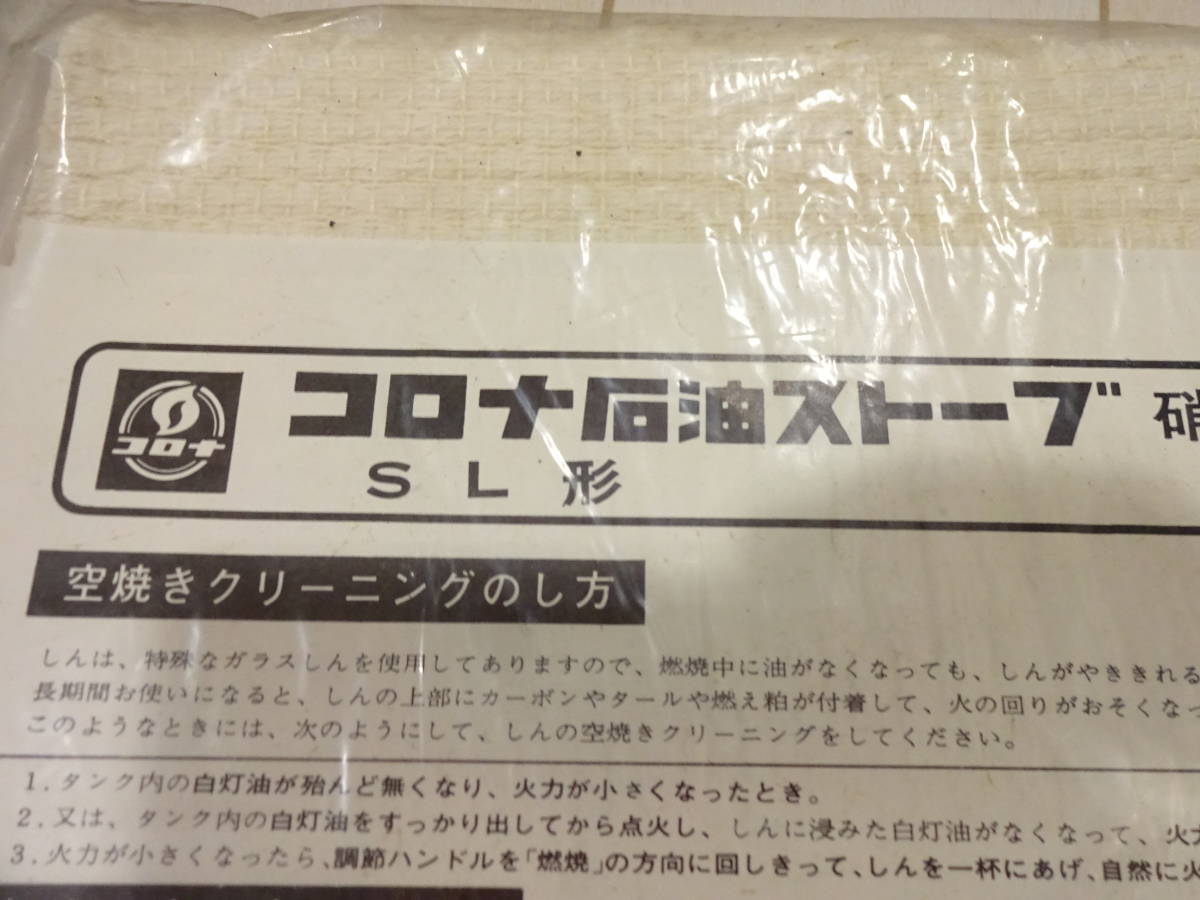 コロナ
コロナ石油ストーブ 硝
SL形
空焼きクリーニングのし方
しんは、特殊なガラスしんを使用してありますので、燃焼中に油がなくなっても、しんがやききれる
長期間お使いになると、しんの上部にカーボンやタールや燃え粕が付着して、火の回りがおそくなっ
このようなときには、次のようにして、しんの空焼きクリーニングをしてください。
1.タンク内の白灯油が殆んど無くなり、火力が小さくなったとき。
2.又は、タンク内の白灯油をすっかり出してから点火し、しんに浸みた白灯油がなくなって、火力
3.火力が小さくなったら、調節ハンドルを「燃焼」の方向に回しきって、しんを一杯にあげ、自然に火